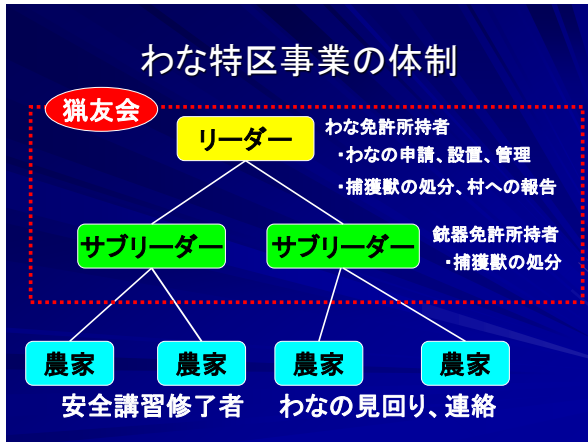 わな特区事業の体制
猟友会
リーダー
わな免許所持者
・わなの申請、設置、管理
・捕獲獣の処分、村への報告
サブリーダー
サブリーダー
銃器免許所持者
・捕獲獣の処分
農家
農家
農家
農家
安全講習修了者
わなの見回り、連絡